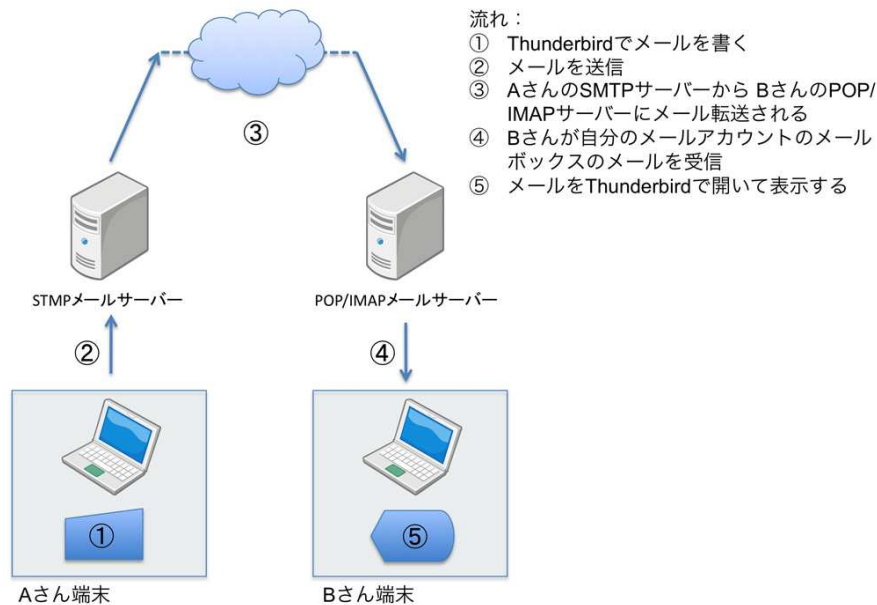 流れ：
① Thunderbirdでメールを書く
② メールを送信
③ AさんのSMTPサーバーから BさんのPOP/
IMAPサーバーにメール転送される
④ Bさんが自分のメールアカウントのメール
ボックスのメールを受信
⑤ メールをThunderbirdで開いて表示する
③
STMPメールサーバー
POP/IMAPメールサーバー
②
④
①
⑤
Aさん端末
Bさん端末